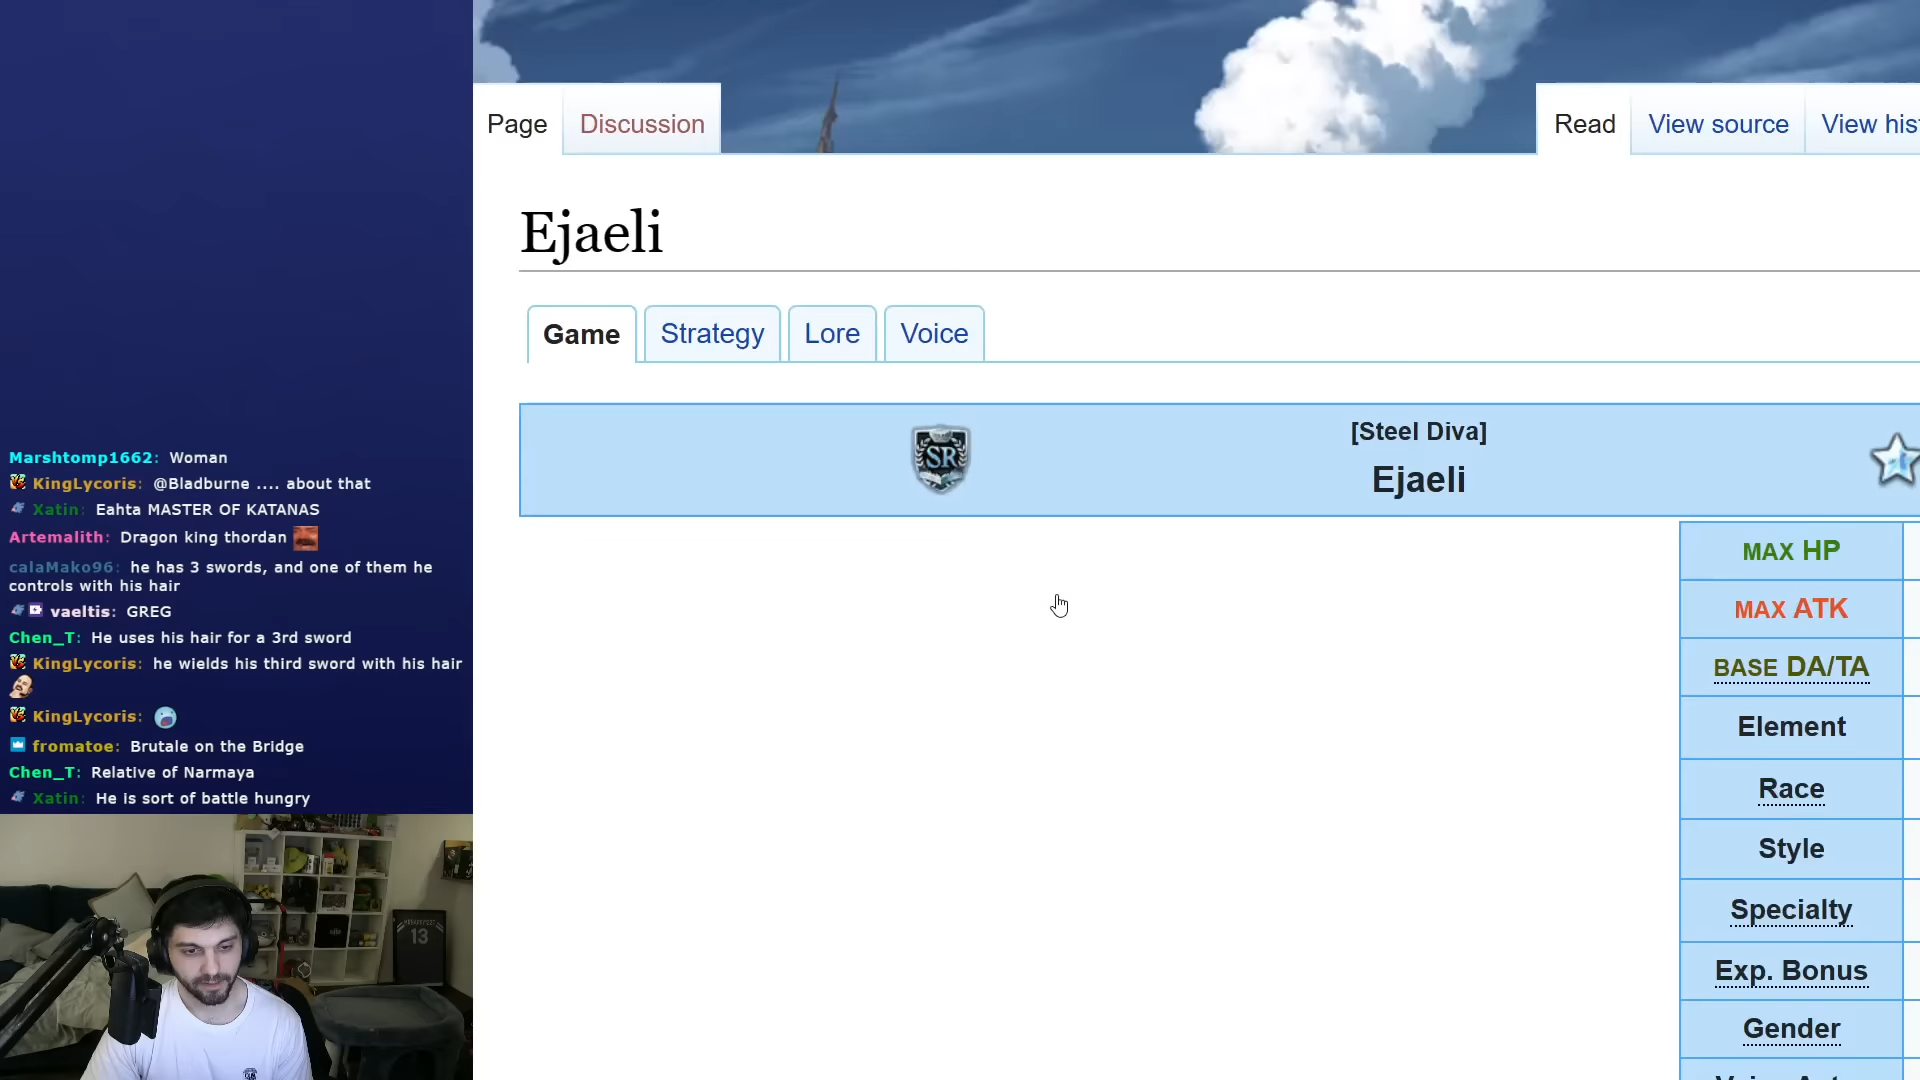 Page
Discussion
Read
View source
View his
Ejaeli
Game
Strategy
Lore
Voice
SR
[Steel Diva]
Ejaeli
MAX HP
MAX ATK
BASE DA/TA
Element
Race
Style
Specialty
Exp. Bonus
Gender
Marshtomp1662: Woman
KingLycoris: @Bladburne .... about that
Xatin: Eahta MASTER OF KATANAS
Artemalith: Dragon king thordan
calaMako96: he has 3 swords, and one of them he
controls with his hair
vaeltis: GREG
Chen_T: He uses his hair for a 3rd sword
KingLycoris: he wields his third sword with his hair
KingLycoris:
fromatoe: Brutale on the Bridge
Chen_T: Relative of Narmaya
Xatin: He is sort of battle hungry
13